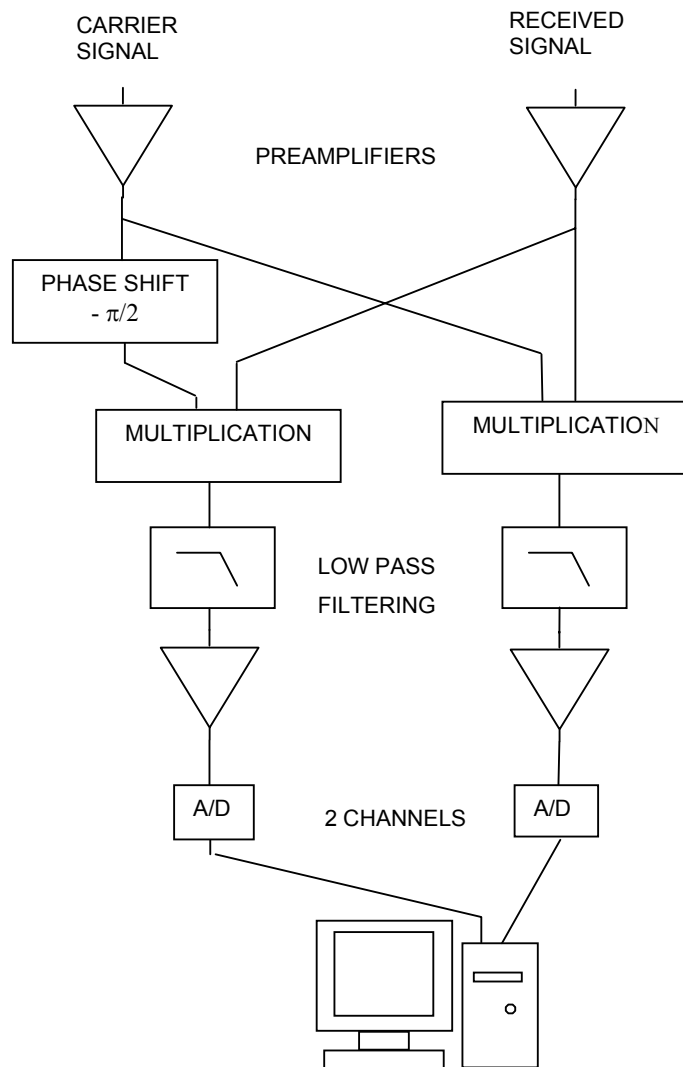 CARRIER
SIGNAL
RECEIVED
SIGNAL
PREAMPLIFIERS
PHASE SHIFT
- π/2
MULTIPLICATION
MULTIPLICATION
LOW PASS
FILTERING
A/D
2 CHANNELS
A/D